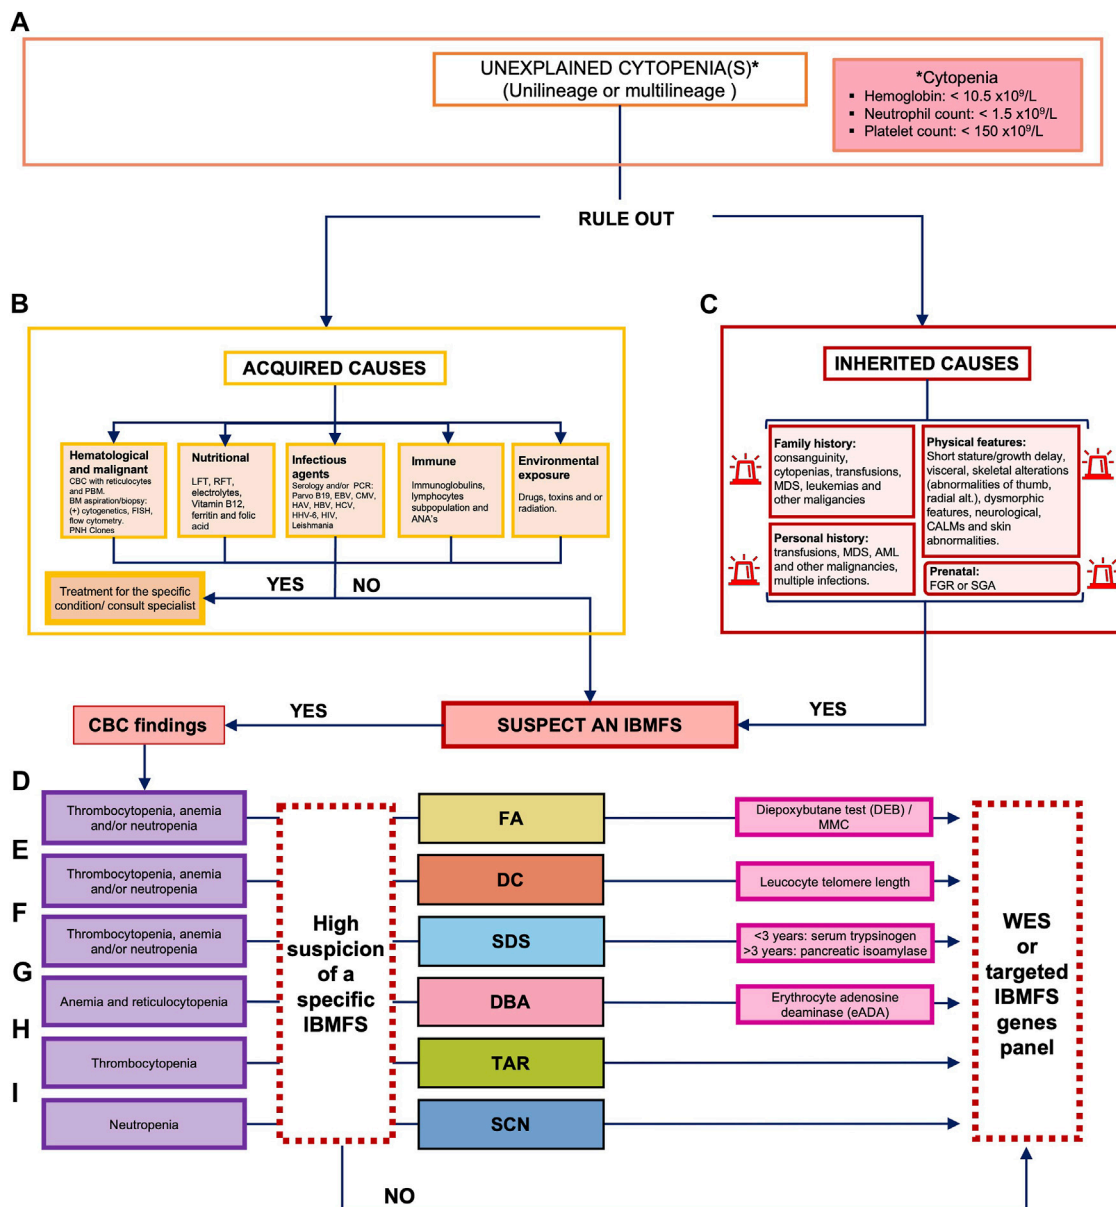 A
UNEXPLAINED CYTOPENIA(S)*
(Unilineage or multilineage )
*Cytopenia
▪ Hemoglobin: < 10.5 x10⁹/L
▪ Neutrophil count: < 1.5 x10⁹/L
▪ Platelet count: < 150 x10⁹/L
RULE OUT
B
ACQUIRED CAUSES
Hematological
and malignant
CBC with reticulocytes
and PBM.
BM aspiration/biopsy:
(+) cytogenetics, FISH,
flow cytometry.
PNH Clones
Nutritional
LFT, RFT,
electrolytes,
Vitamin B12,
ferritin and folic
acid
Infectious
agents
Serology and/or PCR:
Parvo B19, EBV, CMV,
HAV, HBV, HCV,
HHV-6, HIV,
Leishmania
Immune
Immunoglobulins,
lymphocytes
subpopulation and
ANA's
Environmental
exposure
Drugs, toxins and or
radiation.
YES
NO
Treatment for the specific
condition/ consult specialist
C
INHERITED CAUSES
Family history:
consanguinity,
cytopenias, transfusions,
MDS, leukemias and
other maligancies
Physical features:
Short stature/growth delay,
visceral, skeletal alterations
(abnormalities of thumb,
radial alt.), dysmorphic
features, neurological,
CALMs and skin
abnormalities.
Personal history:
transfusions, MDS, AML
and other malignancies,
multiple infections.
Prenatal:
FGR or SGA
CBC findings
YES
SUSPECT AN IBMFS
YES
D
Thrombocytopenia, anemia
and/or neutropenia
FA
Diepoxybutane test (DEB) /
MMC
E
Thrombocytopenia, anemia
and/or neutropenia
DC
Leucocyte telomere length
F
Thrombocytopenia, anemia
and/or neutropenia
SDS
<3 years: serum trypsinogen
>3 years: pancreatic isoamylase
G
Anemia and reticulocytopenia
DBA
Erythrocyte adenosine
deaminase (eADA)
H
Thrombocytopenia
TAR
I
Neutropenia
SCN
High
suspicion
of a
specific
IBMFS
WES
or
targeted
IBMFS
genes
panel
NO